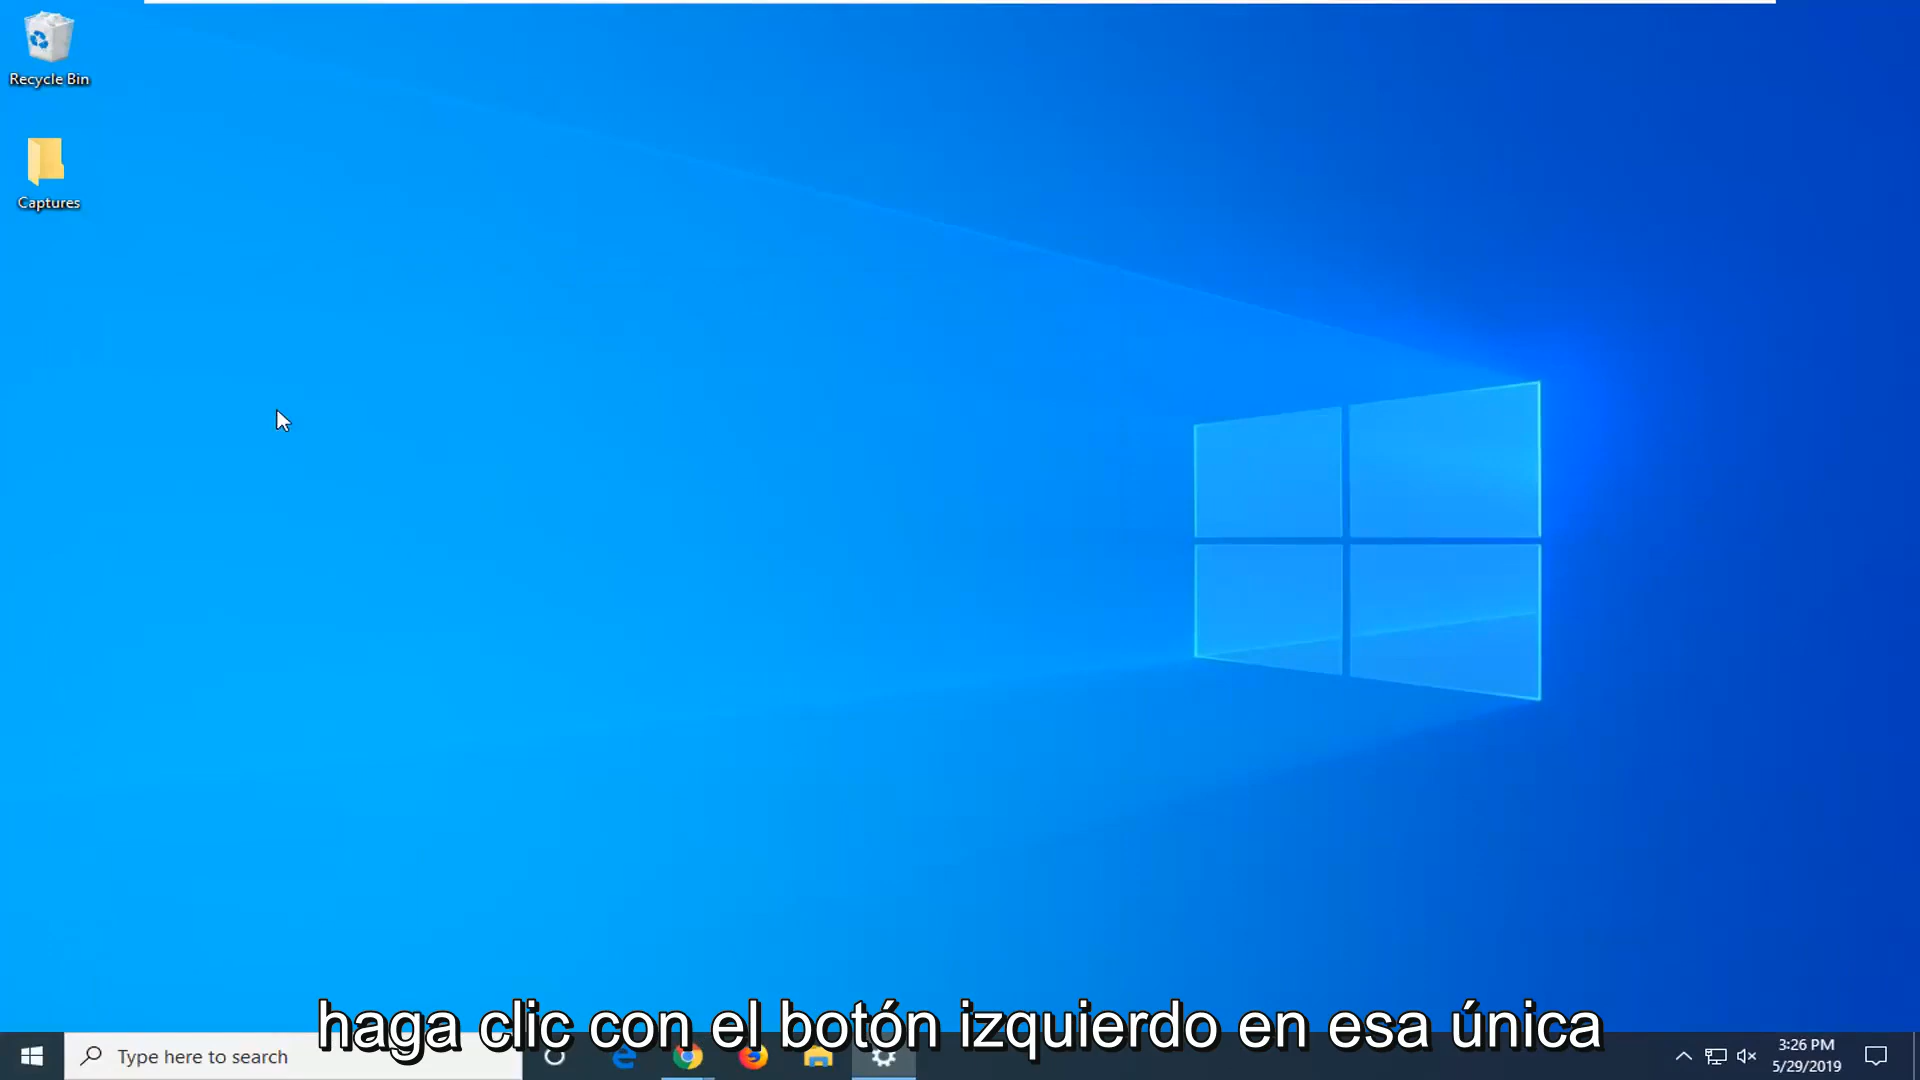 Recycle Bin
Captures
haga clic con el botón izquierdo en esa única
Type here to search
3:26 PM
5/29/2019